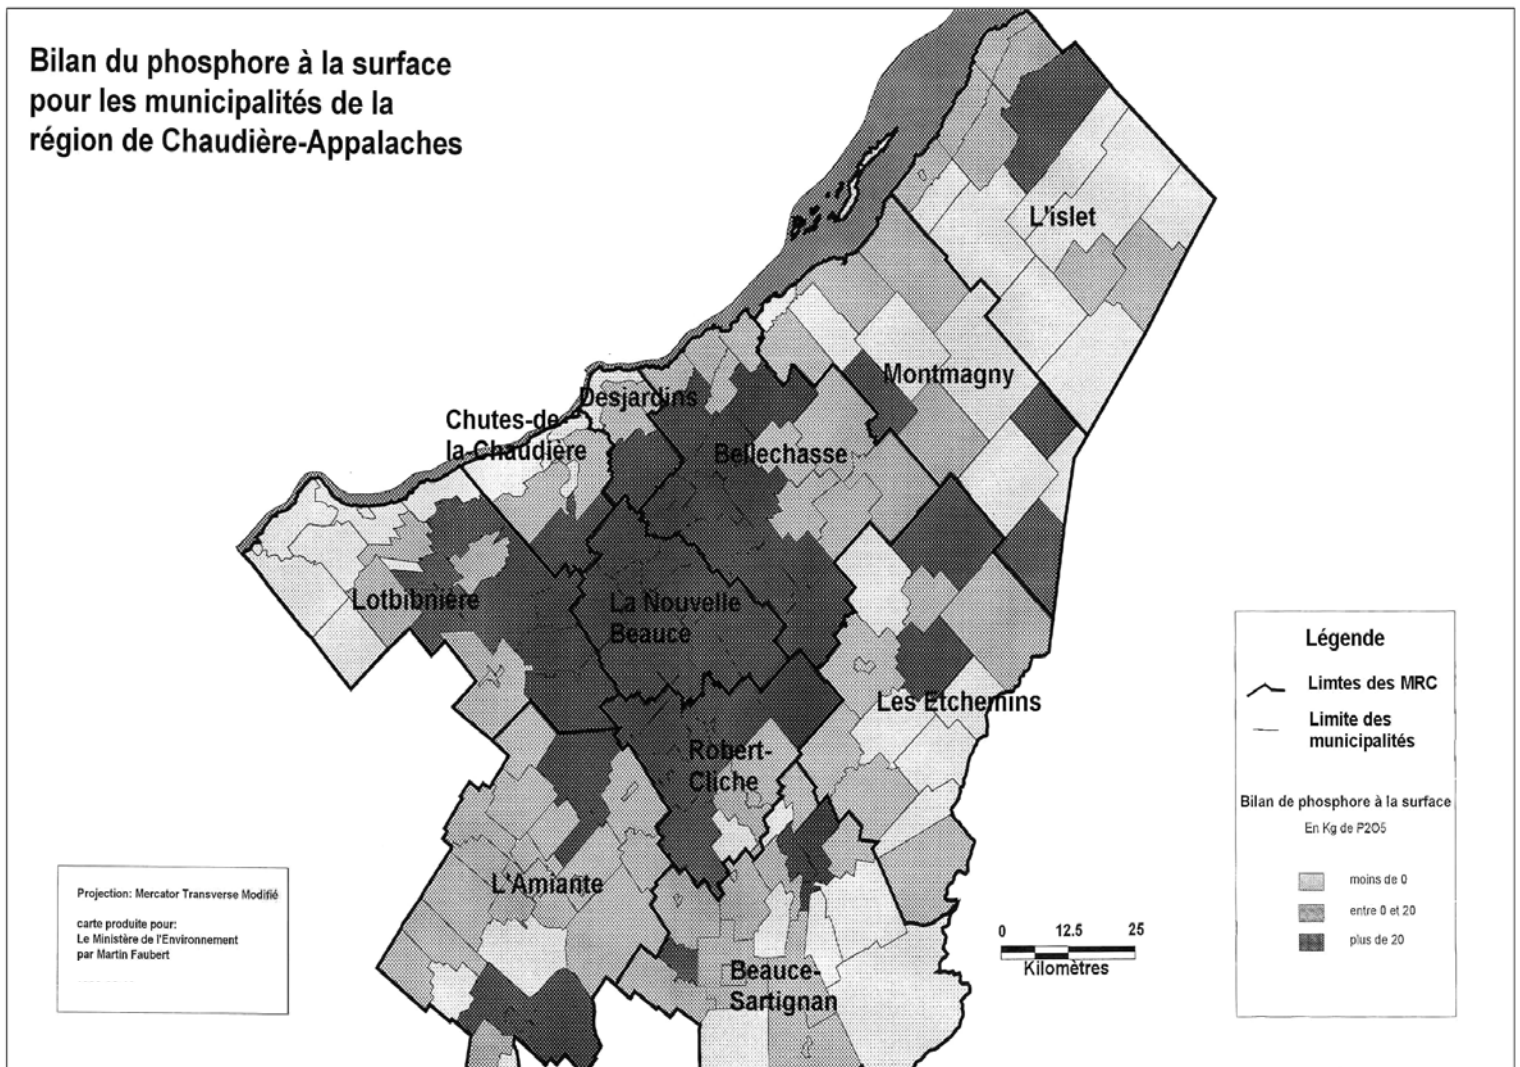 Bilan du phosphore à la surface
pour les municipalités de la
région de Chaudière-Appalaches
L'islet
Montmagny
Desjardins
Chutes-de-
la-Chaudière
Bellechasse
Lotbibnière
La Nouvelle
Beauce
Les Etchemins
Robert-
Cliche
L'Amiante
Beauce-
Sartignan
0 12.5 25
Kilomètres
Légende
Limtes des MRC
Limite des
municipalités
Bilan de phosphore à la surface
En Kg de P2O5
moins de 0
entre 0 et 20
plus de 20
Projection: Mercator Transverse Modifié
carte produite pour:
Le Ministère de l'Environnement
par Martin Faubert